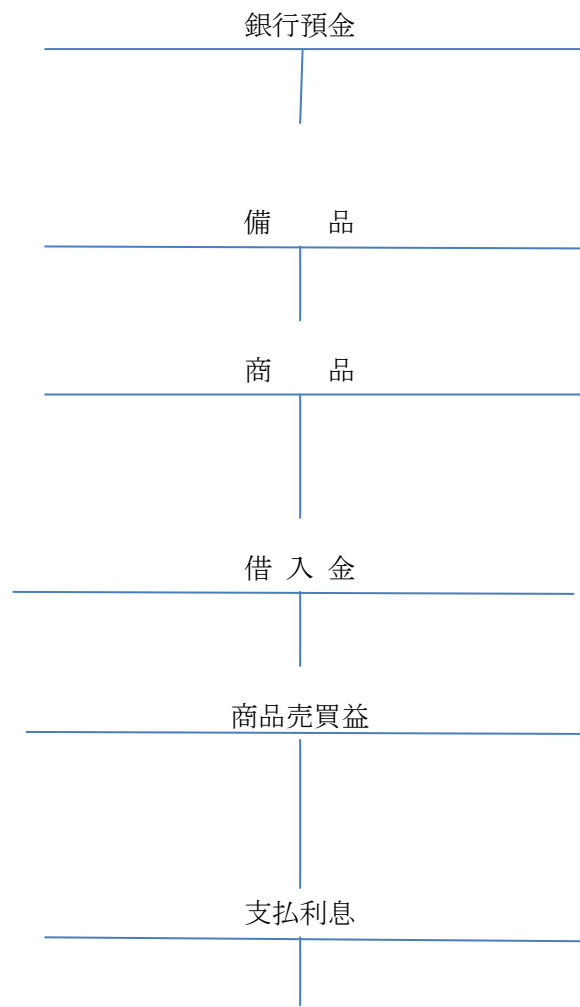 銀行預金
備　　品
商　　品
借 入 金
商品売買益
支払利息